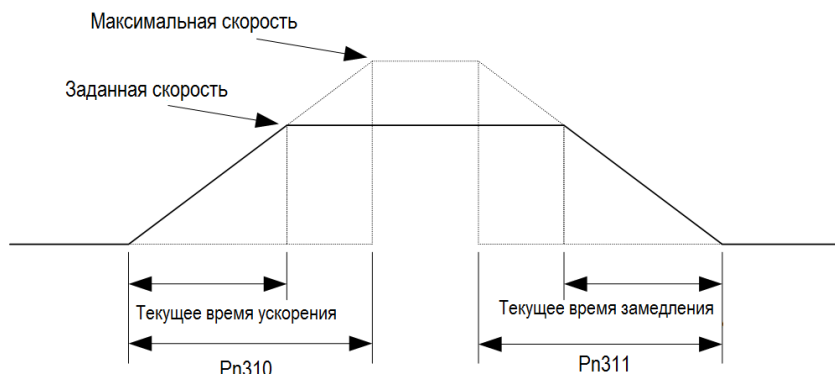 Максимальная скорость
Заданная скорость
Текущее время ускорения
Текущее время замедления
Pn310
Pn311